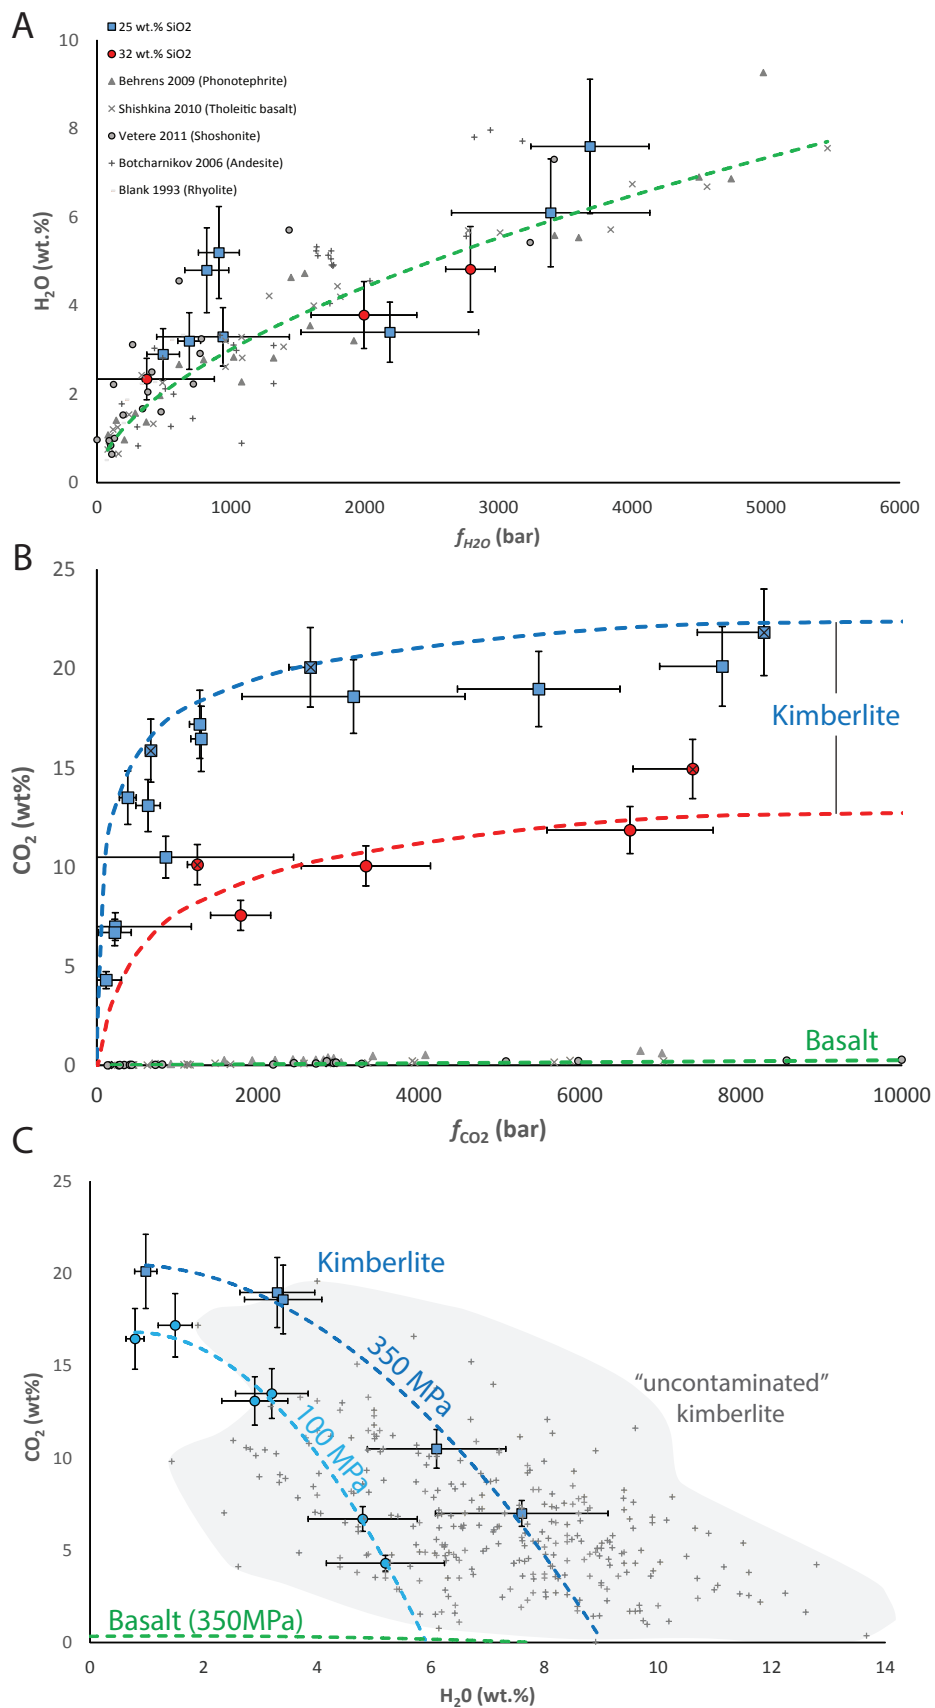 A
25 wt.% SiO2
32 wt.% SiO2
Behrens 2009 (Phonotephrite)
Shishkina 2010 (Tholeitic basalt)
Vetere 2011 (Shoshonite)
Botcharnikov 2006 (Andesite)
Blank 1993 (Rhyolite)
H2O (wt.%)
10
8
6
4
2
0
0 1000 2000 3000 4000 5000 6000
fH2O (bar)
B
CO2 (wt%)
25
20
15
10
5
0
Kimberlite
Basalt
0 2000 4000 6000 8000 10000
fCO2 (bar)
C
CO2 (wt%)
25
20
15
10
5
0
Kimberlite
350 MPa
100 MPa
"uncontaminated"
kimberlite
Basalt (350MPa)
0 2 4 6 8 10 12 14
H20 (wt.%)